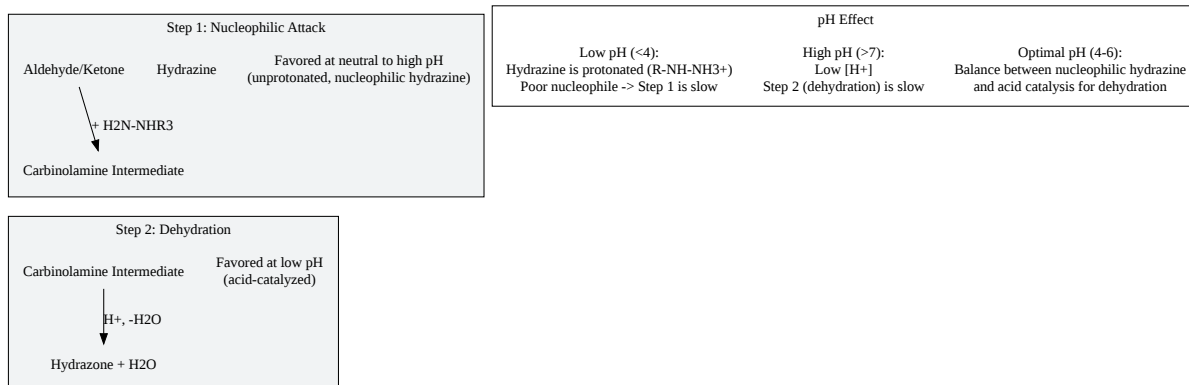 Step 1: Nucleophilic Attack
Aldehyde/Ketone
Hydrazine
Favored at neutral to high pH
(unprotonated, nucleophilic hydrazine)
+ H2N-NHR3
Carbinolamine Intermediate
pH Effect
Low pH (<4):
Hydrazine is protonated (R-NH-NH3+)
Poor nucleophile -> Step 1 is slow
High pH (>7):
Low [H+]
Step 2 (dehydration) is slow
Optimal pH (4-6):
Balance between nucleophilic hydrazine
and acid catalysis for dehydration
Step 2: Dehydration
Carbinolamine Intermediate
Favored at low pH
(acid-catalyzed)
H+, -H2O
Hydrazone + H2O